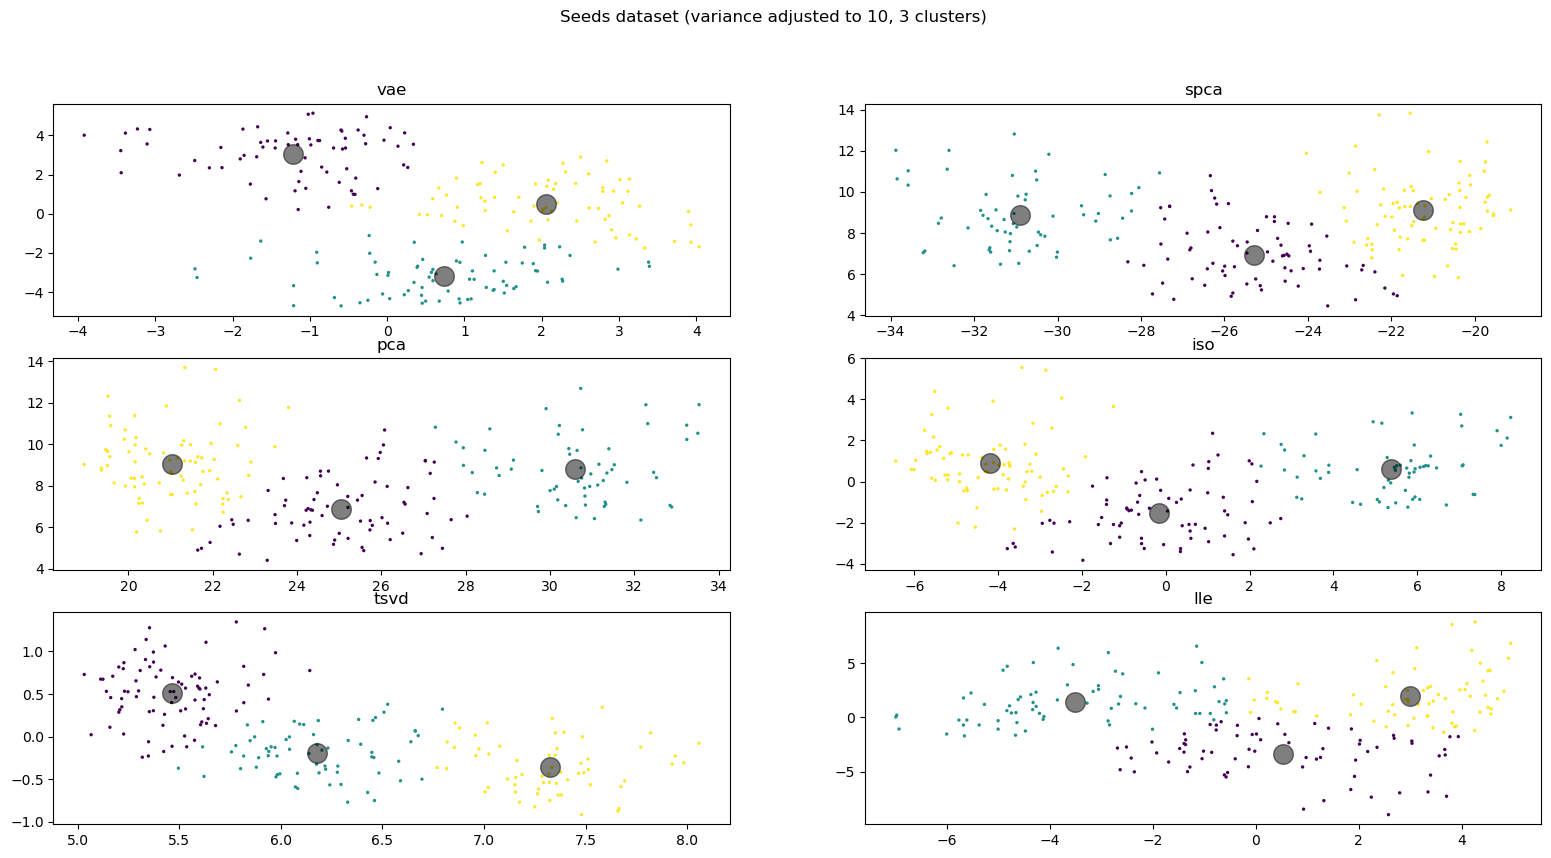 Seeds dataset (variance adjusted to 10, 3 clusters)
vae
4
2
0
−2
−4
−4 −3 −2 −1 0 1 2 3 4
spca
14
12
10
8
6
4
−34 −32 −30 −28 −26 −24 −22 −20
pca
14
12
10
8
6
4
20 22 24 26 28 30 32 34
iso
6
4
2
0
−2
−4
−6 −4 −2 0 2 4 6 8
tsvd
1.0
0.5
0.0
−0.5
−1.0
5.0 5.5 6.0 6.5 7.0 7.5 8.0
lle
5
0
−5
−6 −4 −2 0 2 4